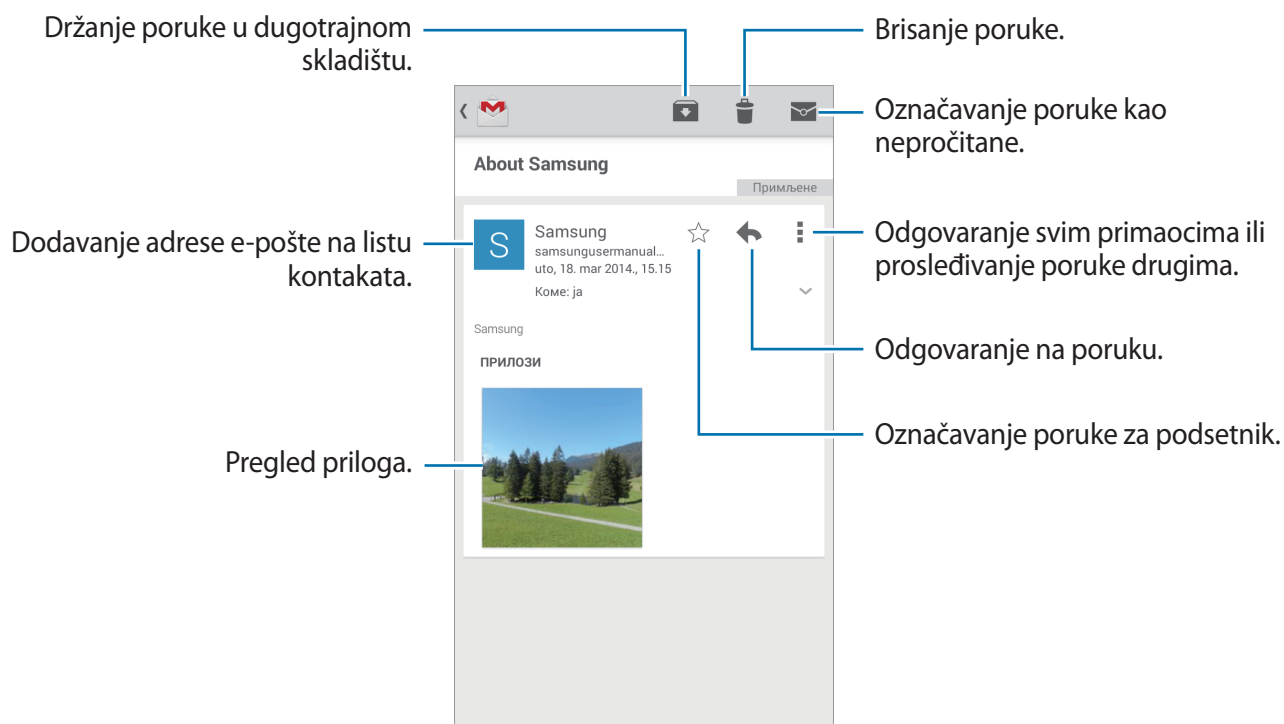 Držanje poruke u dugotrajnom
skladištu.
Brisanje poruke.
Označavanje poruke kao
nepročitane.
About Samsung
Примљене
Dodavanje adrese e-pošte na listu
kontakata.
S
Samsung
samsungusermanual...
uto, 18. mar 2014., 15.15
Коме: ja
Odgovaranje svim primaocima ili
prosleđivanje poruke drugima.
Samsung
ПРИЛОЗИ
Odgovaranje na poruku.
Označavanje poruke za podsetnik.
Pregled priloga.